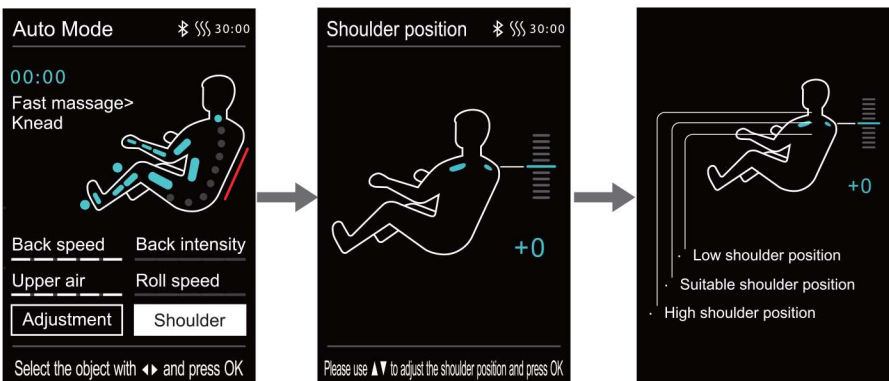 Auto Mode
30:00
00:00
Fast massage>
Knead
Back speed
Back intensity
Upper air
Roll speed
Adjustment
Shoulder
Select the object with ◂▸ and press OK
Shoulder position
30:00
+0
Please use ▲▼ to adjust the shoulder position and press OK
+0
· Low shoulder position
· Suitable shoulder position
· High shoulder position